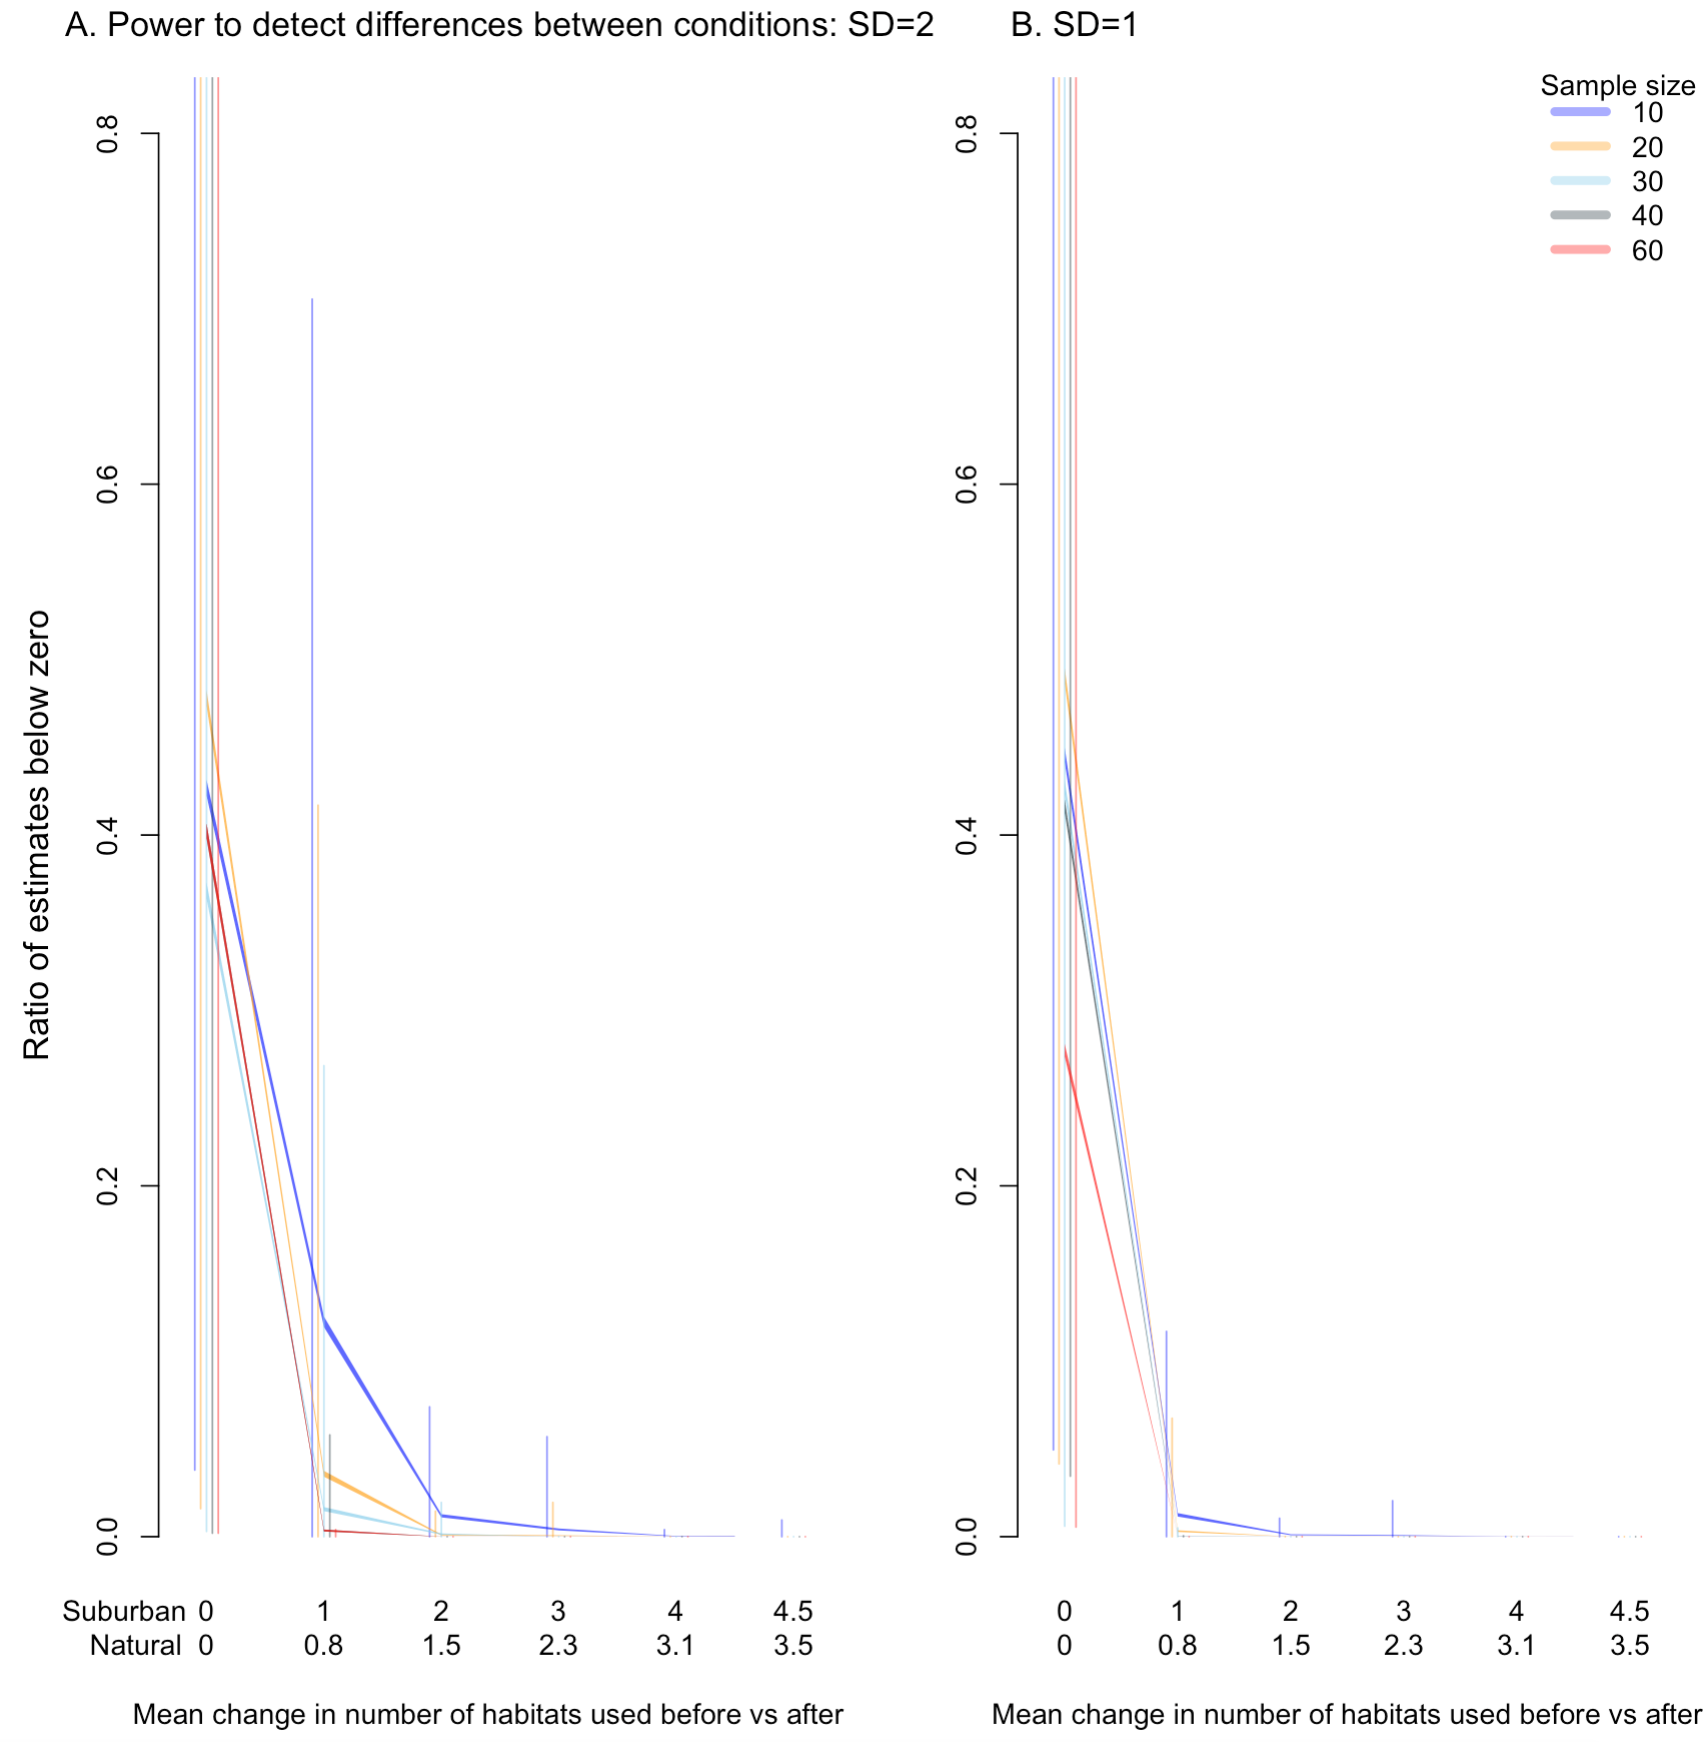 A. Power to detect differences between conditions: SD=2
B. SD=1
Sample size
10
20
30
40
60
Ratio of estimates below zero
0.8
0.6
0.4
0.2
0.0
0.8
0.6
0.4
0.2
0.0
Suburban 0 1 2 3 4 4.5
Natural 0 0.8 1.5 2.3 3.1 3.5
Mean change in number of habitats used before vs after
0 1 2 3 4 4.5
0 0.8 1.5 2.3 3.1 3.5
Mean change in number of habitats used before vs after